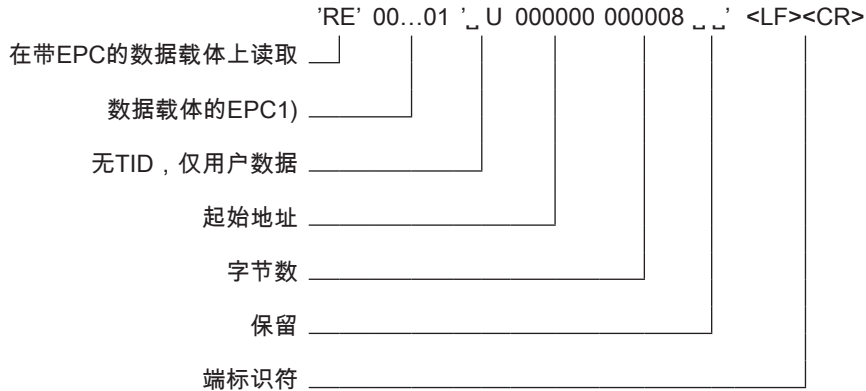 'RE' 00…01 '␣ U 000000 000008 ␣ ␣' <LF><CR>
在带EPC的数据载体上读取
数据载体的EPC1)
无TID，仅用户数据
起始地址
字节数
保留
端标识符